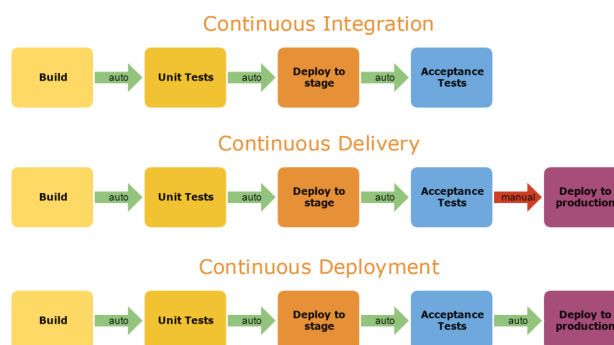 Continuous Integration
Build
auto
Unit Tests
auto
Deploy to
stage
auto
Acceptance
Tests
Continuous Delivery
Build
auto
Unit Tests
auto
Deploy to
stage
auto
Acceptance
Tests
manual
Deploy to
production
Continuous Deployment
Build
auto
Unit Tests
auto
Deploy to
stage
auto
Acceptance
Tests
auto
Deploy to
production